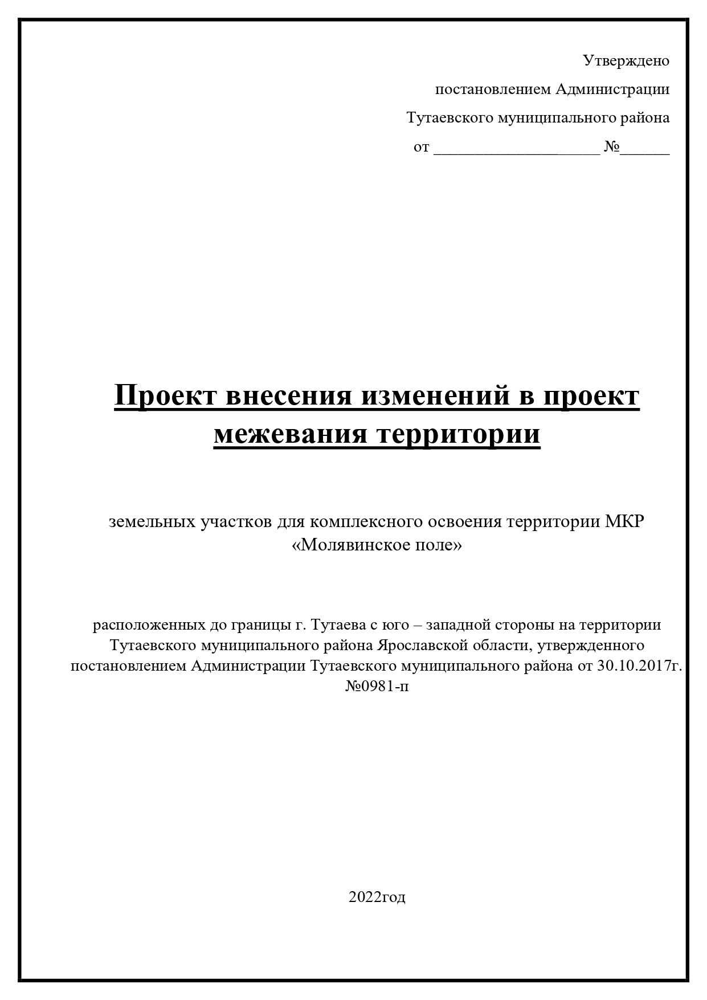 Утверждено
постановлением Администрации
Тутаевского муниципального района
от ____________________ №______
Проект внесения изменений в проект
межевания территории
земельных участков для комплексного освоения территории МКР
«Молявинское поле»
расположенных до границы г. Тутаева с юго – западной стороны на территории
Тутаевского муниципального района Ярославской области, утвержденного
постановлением Администрации Тутаевского муниципального района от 30.10.2017г.
№0981-п
2022год